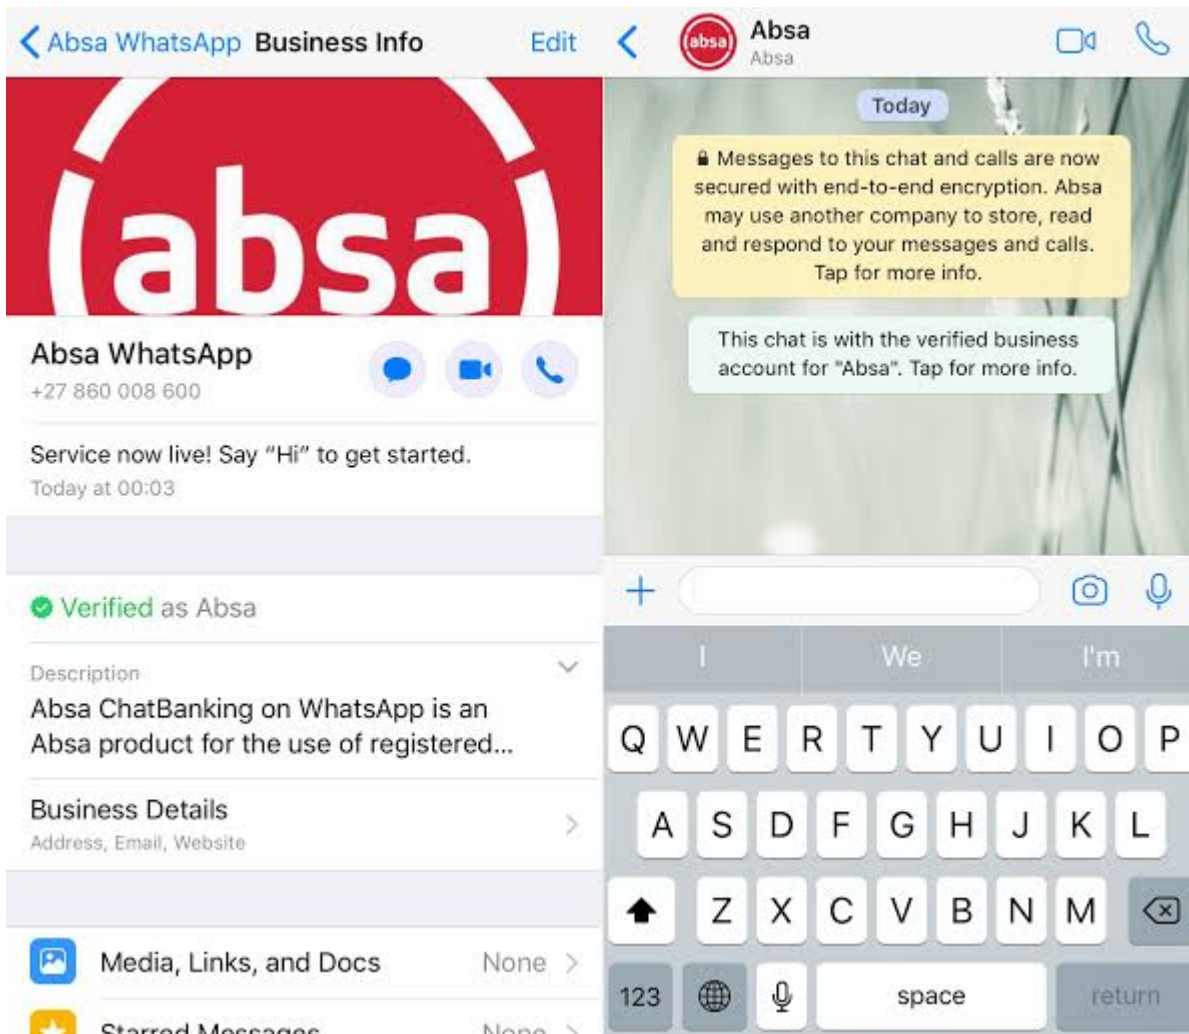 Absa WhatsApp Business Info Edit
absa
Absa WhatsApp
+27 860 008 600
Service now live! Say “Hi” to get started.
Today at 00:03
Verified as Absa
Description
Absa ChatBanking on WhatsApp is an
Absa product for the use of registered...
Business Details
Address, Email, Website
Media, Links, and Docs None
Starred Messages None
absa
Absa
Absa
Today
Messages to this chat and calls are now
secured with end-to-end encryption. Absa
may use another company to store, read
and respond to your messages and calls.
Tap for more info.
This chat is with the verified business
account for "Absa". Tap for more info.
I We I'm
Q W E R T Y U I O P
A S D F G H J K L
Z X C V B N M
123 space return